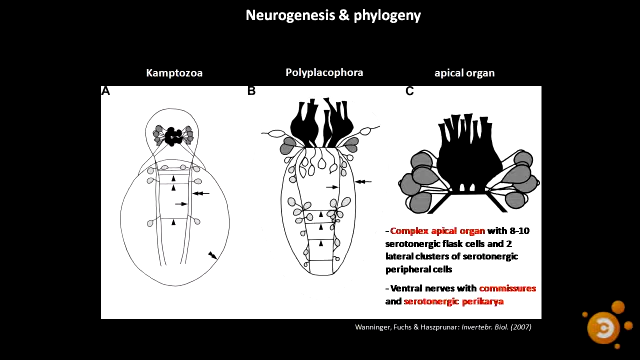 Neurogenesis & phylogeny
Kamptozoa
Polyplacophora
apical organ
A
B
C
-Complex apical organ with 8-10
serotonergic flask cells and 2
lateral clusters of serotonergic
peripheral cells
-Ventral nerves with commissures
and serotonergic perikarya
Wanninger, Fuchs & Haszprunar: Invertebr. Biol. (2007)